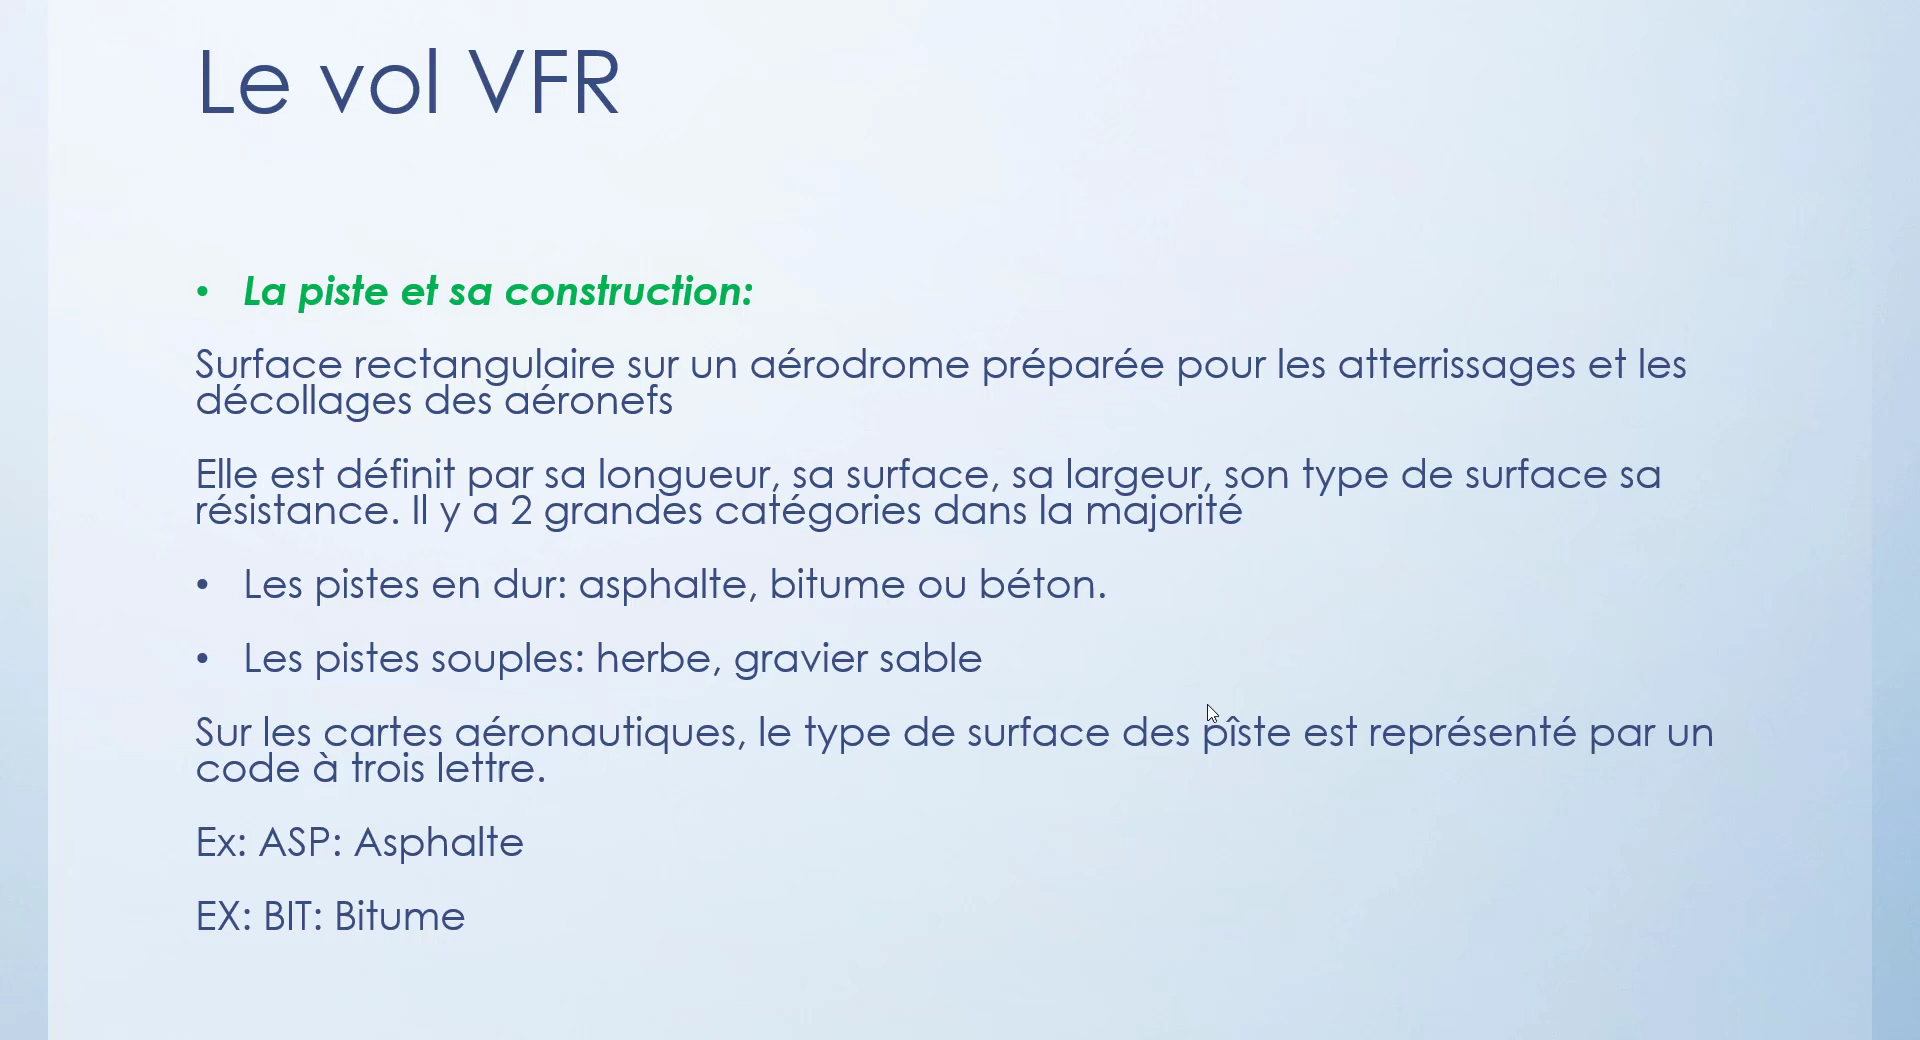 Le vol VFR
• La piste et sa construction:
Surface rectangulaire sur un aérodrome préparée pour les atterrissages et les
décollages des aéronefs
Elle est définit par sa longueur, sa surface, sa largeur, son type de surface sa
résistance. Il y a 2 grandes catégories dans la majorité
• Les pistes en dur: asphalte, bitume ou béton.
• Les pistes souples: herbe, gravier sable
Sur les cartes aéronautiques, le type de surface des pîste est représenté par un
code à trois lettre.
Ex: ASP: Asphalte
EX: BIT: Bitume